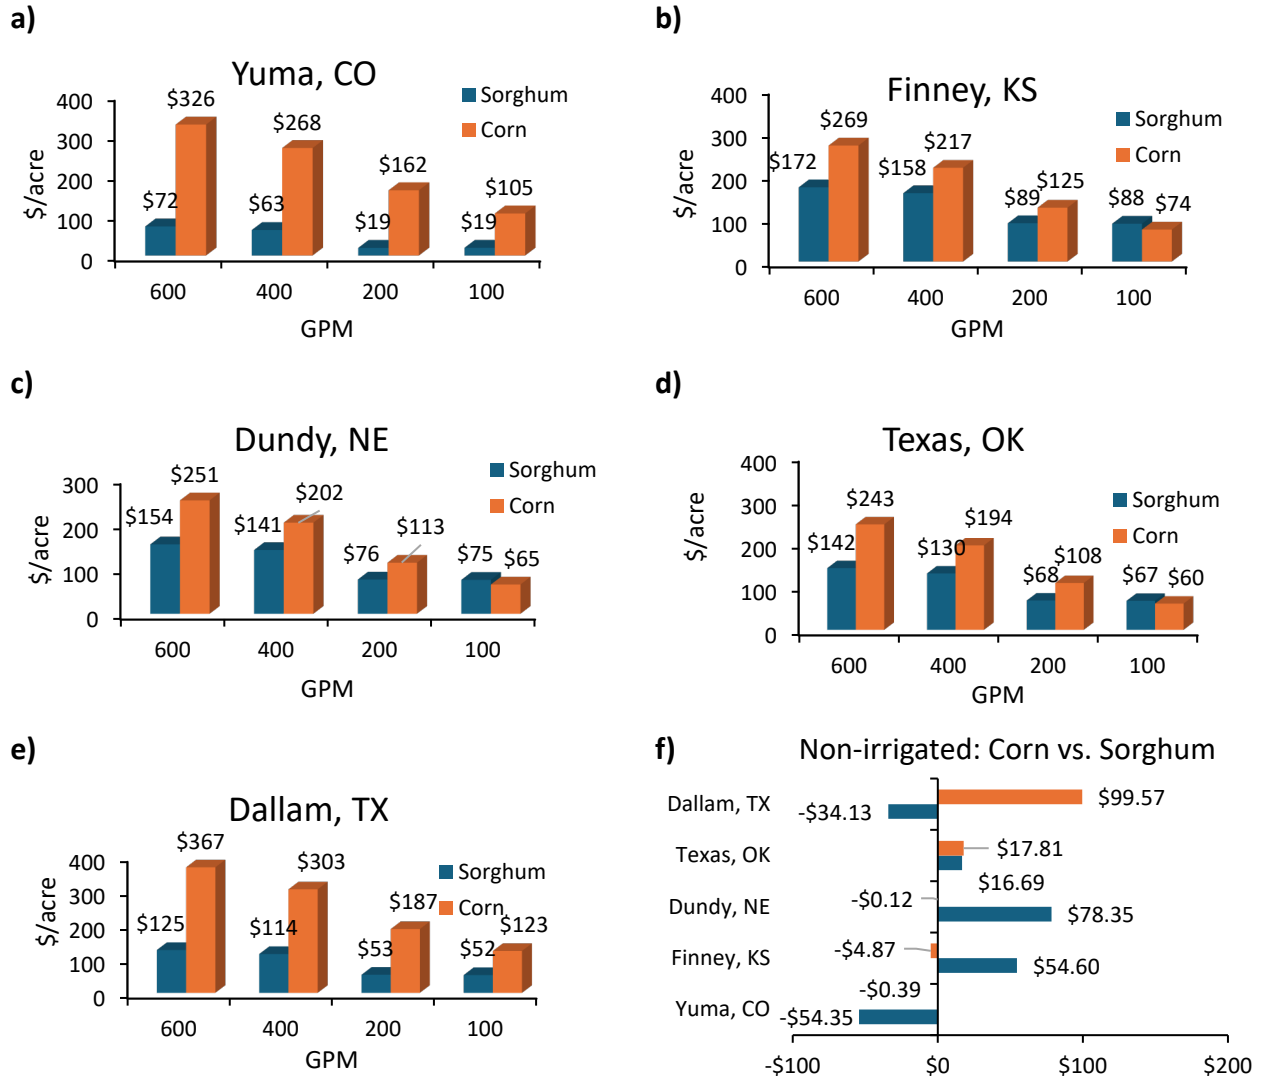 a)
Yuma, CO
Sorghum
Corn
$/acre
400
300
200
100
0
$326
$268
$162
$105
$72
$63
$19
$19
600
400
200
100
GPM
b)
Finney, KS
Sorghum
Corn
$/acre
400
300
200
100
0
$172
$269
$158
$217
$89
$125
$88
$74
600
400
200
100
GPM
c)
Dundy, NE
Sorghum
Corn
$/acre
300
200
100
0
$154
$251
$141
$202
$76
$113
$75
$65
600
400
200
100
GPM
d)
Texas, OK
Sorghum
Corn
$/acre
400
300
200
100
0
$142
$243
$130
$194
$68
$108
$67
$60
600
400
200
100
GPM
e)
Dallam, TX
Sorghum
Corn
$/acre
400
300
200
100
0
$125
$367
$114
$303
$53
$187
$52
$123
600
400
200
100
GPM
f)
Non-irrigated: Corn vs. Sorghum
Dallam, TX
-$34.13
$99.57
Texas, OK
$17.81
$16.69
Dundy, NE
-$0.12
$78.35
Finney, KS
-$4.87
$54.60
Yuma, CO
-$0.39
-$54.35
-$100
$0
$100
$200